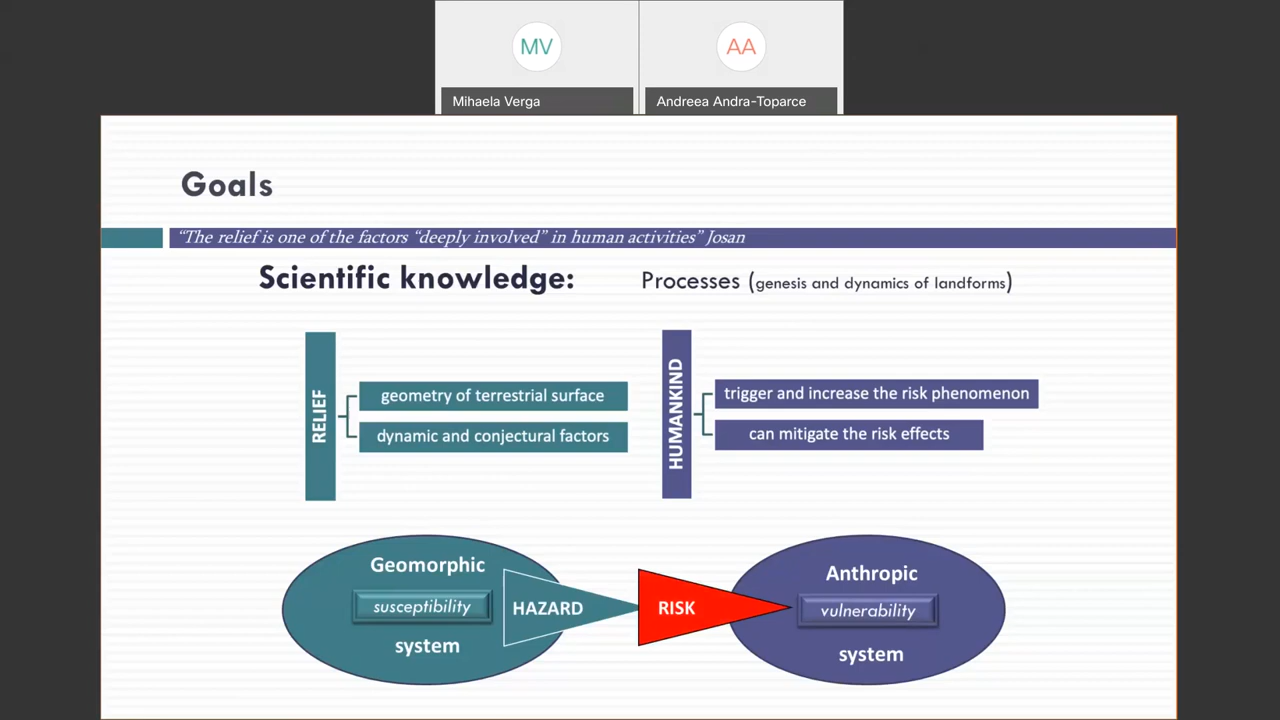 MV
AA
Mihaela Verga
Andreea Andra-Toparce
Goals
“The relief is one of the factors “deeply involved” in human activities” Josan
Scientific knowledge:
Processes (genesis and dynamics of landforms)
RELIEF
geometry of terrestrial surface
dynamic and conjectural factors
HUMANKIND
trigger and increase the risk phenomenon
can mitigate the risk effects
Geomorphic
susceptibility
system
HAZARD
RISK
Anthropic
vulnerability
system